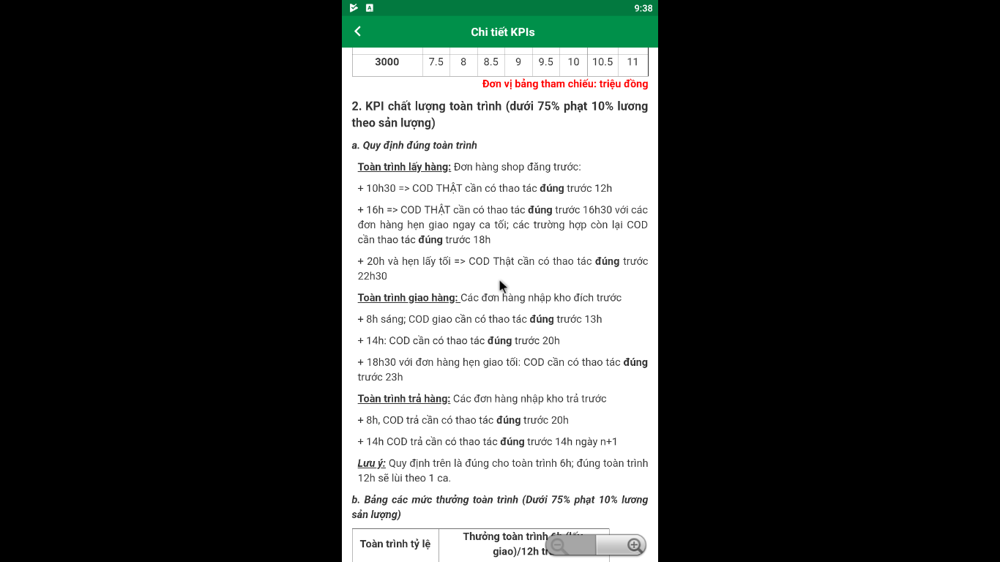 9:38
Chi tiết KPIs
3000 7.5 8 8.5 9 9.5 10 10.5 11
Đơn vị bảng tham chiếu: triệu đồng
2. KPI chất lượng toàn trình (dưới 75% phạt 10% lương
theo sản lượng)
a. Quy định đúng toàn trình
Toàn trình lấy hàng: Đơn hàng shop đăng trước:
+ 10h30 => COD THẬT cần có thao tác đúng trước 12h
+ 16h => COD THẬT cần có thao tác đúng trước 16h30 với các
đơn hàng hẹn giao ngay ca tối; các trường hợp còn lại COD
cần thao tác đúng trước 18h
+ 20h và hẹn lấy tối => COD Thật cần có thao tác đúng trước
22h30
Toàn trình giao hàng: Các đơn hàng nhập kho đích trước
+ 8h sáng; COD giao cần có thao tác đúng trước 13h
+ 14h: COD cần có thao tác đúng trước 20h
+ 18h30 với đơn hàng hẹn giao tối: COD cần có thao tác đúng
trước 23h
Toàn trình trả hàng: Các đơn hàng nhập kho trả trước
+ 8h, COD trả cần có thao tác đúng trước 20h
+ 14h COD trả cần có thao tác đúng trước 14h ngày n+1
Lưu ý: Quy định trên là đúng cho toàn trình 6h; đúng toàn trình
12h sẽ lùi theo 1 ca.
b. Bảng các mức thưởng toàn trình (Dưới 75% phạt 10% lương
sản lượng)
Toàn trình tỷ lệ
Thưởng toàn trình
giao)/12h